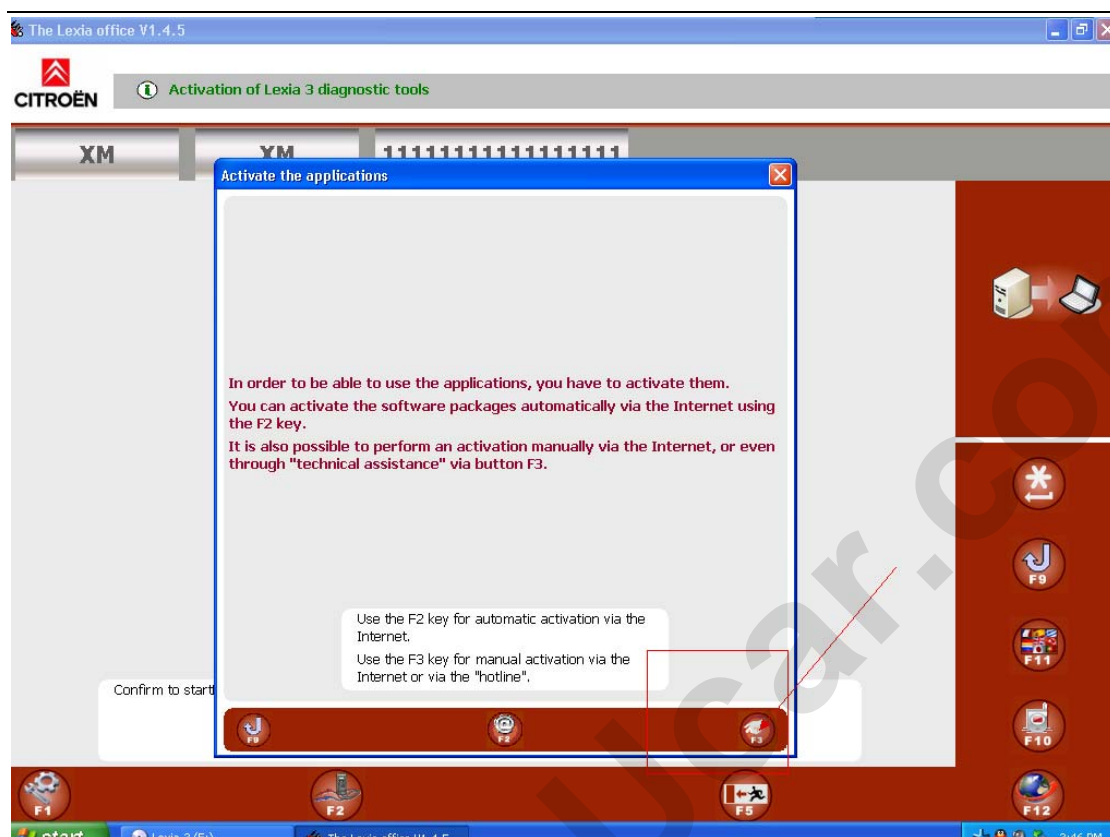 The Lexia office V1.4.5
CITROËN
Activation of Lexia 3 diagnostic tools
XM XM 11111111111111111
Activate the applications
In order to be able to use the applications, you have to activate them.
You can activate the software packages automatically via the Internet using
the F2 key.
It is also possible to perform an activation manually via the Internet, or even
through "technical assistance" via button F3.
Use the F2 key for automatic activation via the
Internet.
Use the F3 key for manual activation via the
Internet or via the "hotline".
Confirm to start
F9 F2 F3
F9
F11
F10
F1 F2 F5 F12
start
ucar.co